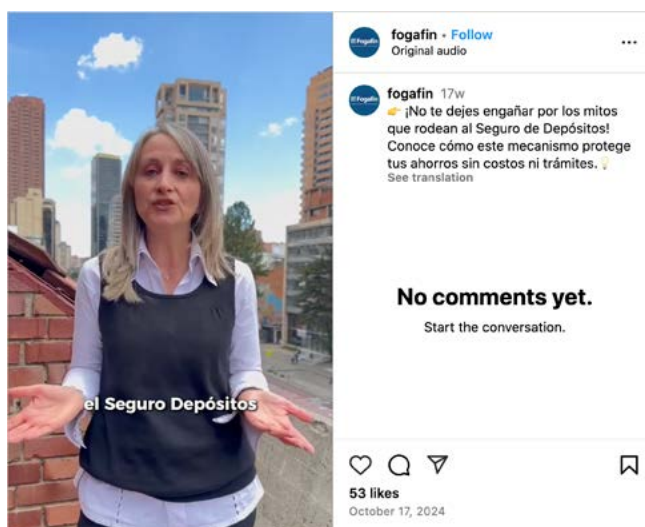 el Seguro Depósitos
Fogafin
fogafin • Follow
Original audio
Fogafin
fogafin 17w
👉 ¡No te dejes engañar por los mitos
que rodean al Seguro de Depósitos!
Conoce cómo este mecanismo protege
tus ahorros sin costos ni trámites.💡
See translation
No comments yet.
Start the conversation.
53 likes
October 17, 2024